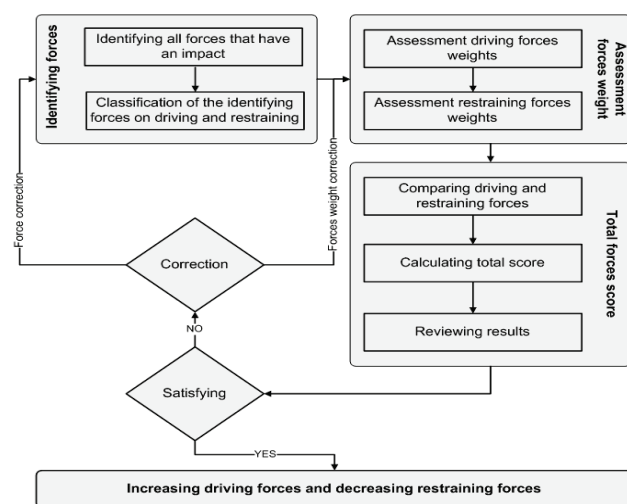 Identifying forces
Identifying all forces that have
an impact
Classification of the identifying
forces on driving and restraining
Assessment driving forces
weights
Assessment restraining forces
weights
Assessment
forces weight
Force correction
Forces weight correction
Comparing driving and
restraining forces
Calculating total score
Reviewing results
Total forces score
Correction
NO
Satisfying
YES
Increasing driving forces and decreasing restraining forces